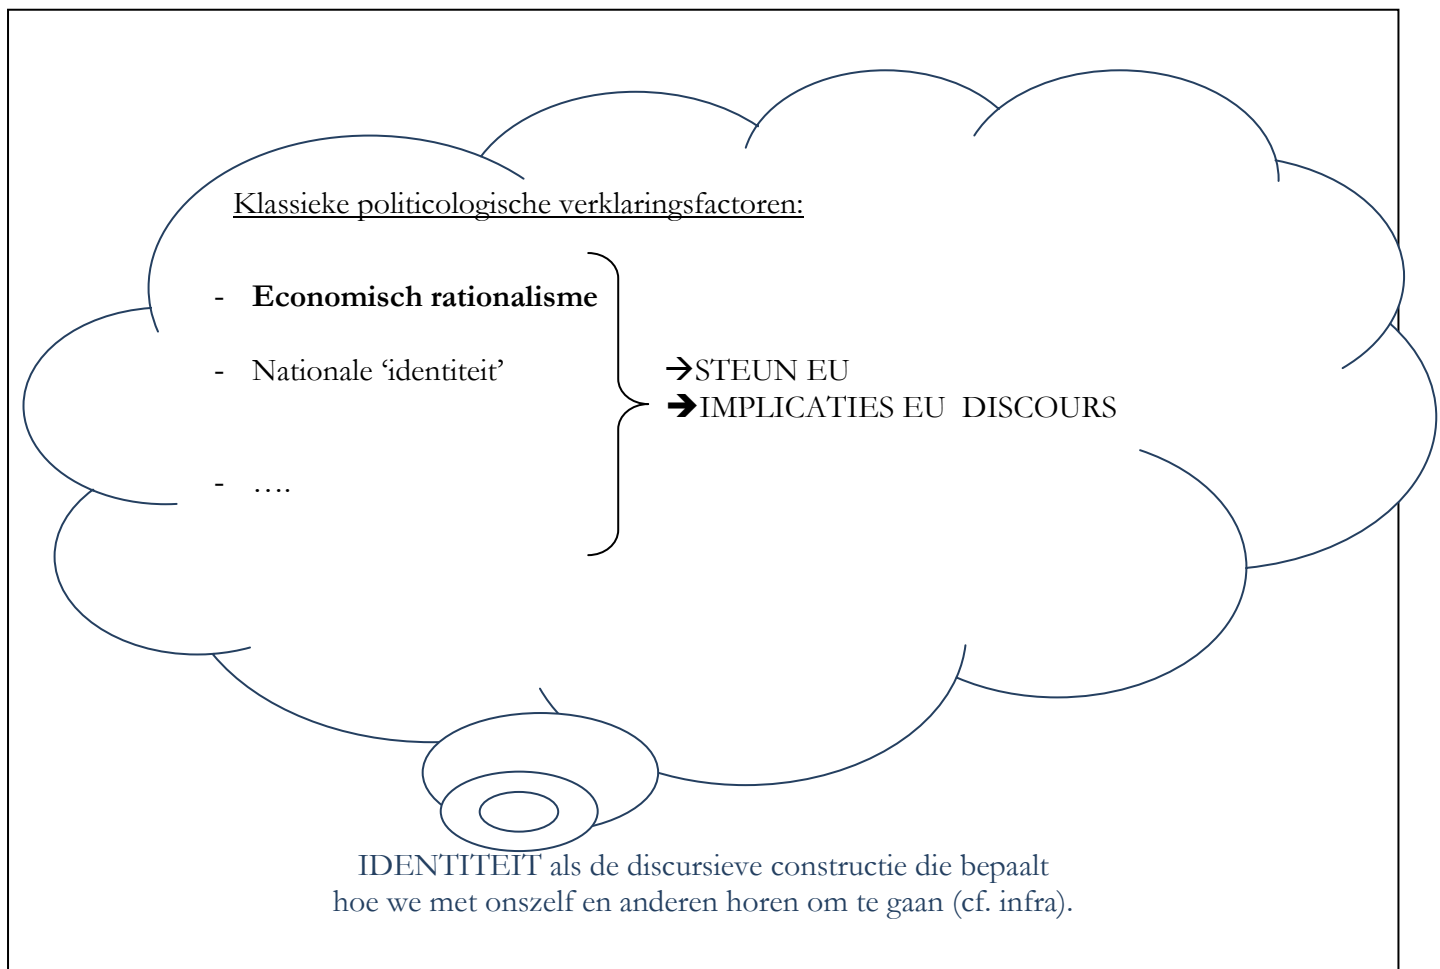 Klassieke politicologische verklaringsfactoren:
- Economisch rationalisme
- Nationale ‘identiteit’
→STEUN EU
➔IMPLICATIES EU DISCOURS
- ….
IDENTITEIT als de discursieve constructie die bepaalt
hoe we met onszelf en anderen horen om te gaan (cf. infra).